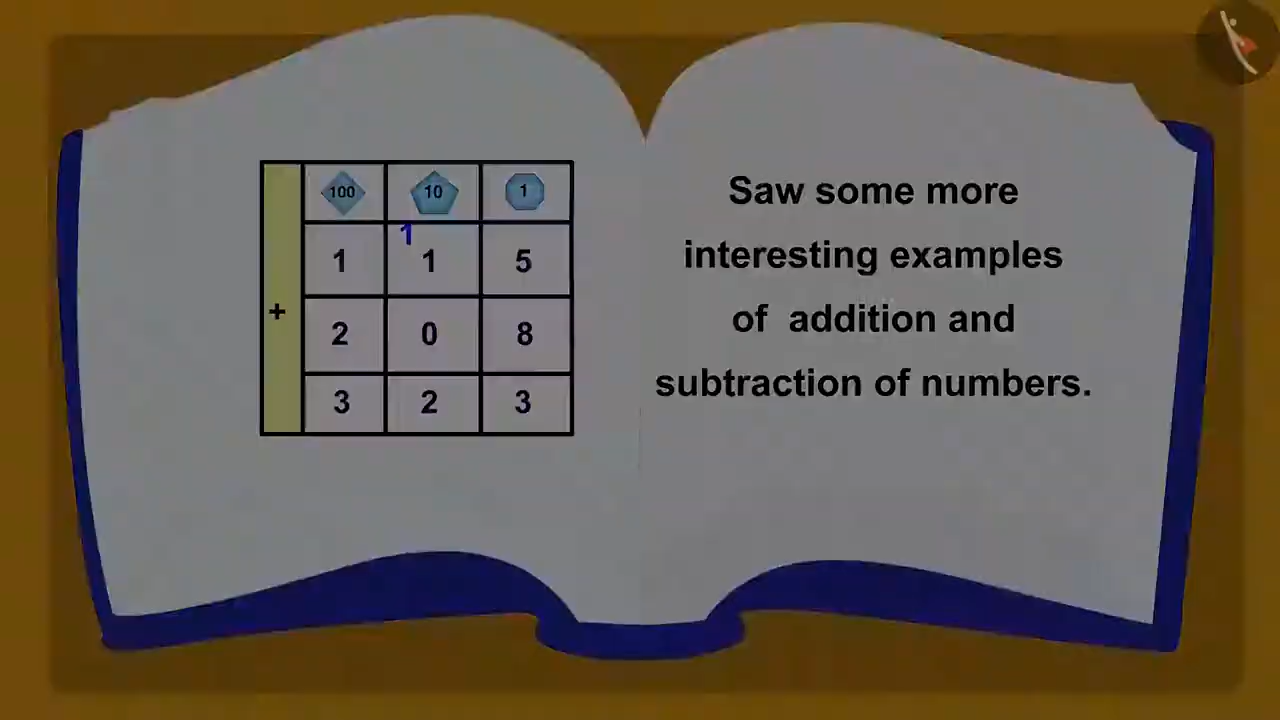 100 10 1
1
1 1 5
+
2 0 8
3 2 3
Saw some more
interesting examples
of addition and
subtraction of numbers.